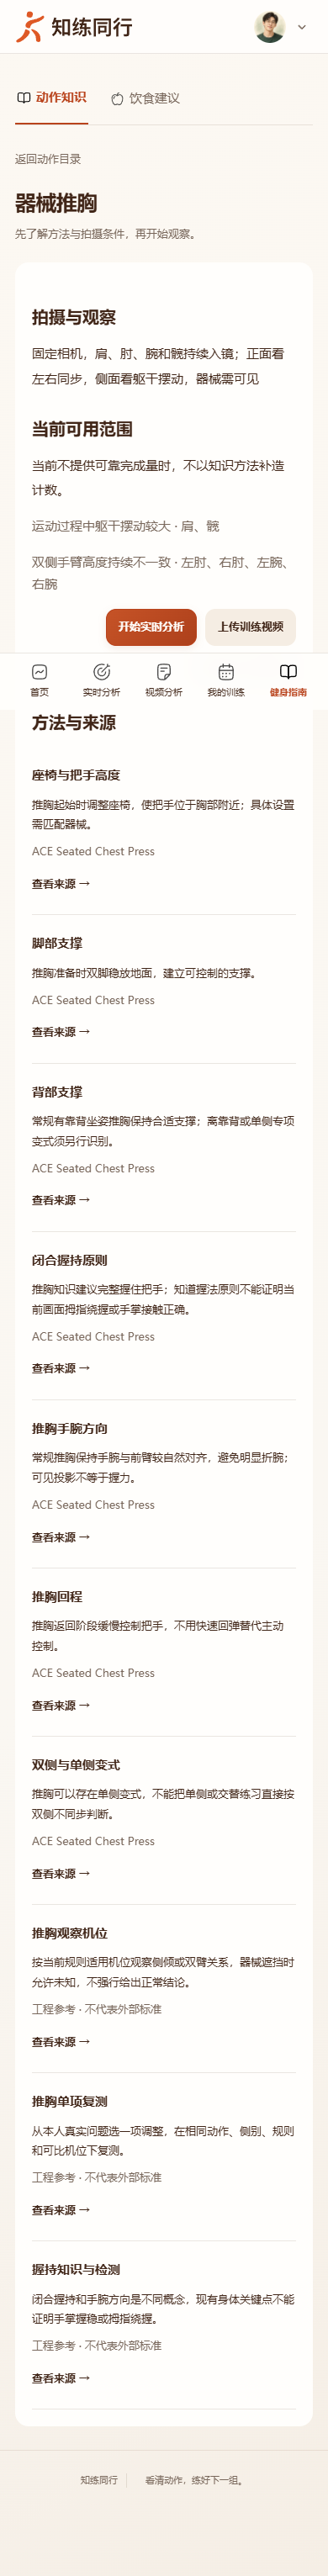 知练同行
动作知识
饮食建议
返回动作目录
器械推胸
先了解方法与拍摄条件，再开始观察。
拍摄与观察
固定相机，肩、肘、腕和髋持续入镜；正面看
左右同步，侧面看躯干摆动，器械需可见
当前可用范围
当前不提供可靠完成量时，不以知识方法补造
计数。
运动过程中躯干摆动较大 · 肩、髋
双侧手臂高度持续不一致 · 左肘、右肘、左腕、
右腕
开始实时分析
上传训练视频
首页
实时分析
视频分析
我的训练
健身指南
方法与来源
座椅与把手高度
推胸起始时调整座椅，使把手位于胸部附近；具体设置
需匹配器械。
ACE Seated Chest Press
查看来源 →
脚部支撑
推胸准备时双脚稳放地面，建立可控制的支撑。
ACE Seated Chest Press
查看来源 →
背部支撑
常规有靠背坐姿推胸保持合适支撑；离靠背或单侧专项
变式须另行识别。
ACE Seated Chest Press
查看来源 →
闭合握持原则
推胸知识建议完整握住把手；知道握法原则不能证明当
前画面拇指绕握或手掌接触正确。
ACE Seated Chest Press
查看来源 →
推胸手腕方向
常规推胸保持手腕与前臂较自然对齐，避免明显折腕；
可见投影不等于握力。
ACE Seated Chest Press
查看来源 →
推胸回程
推胸返回阶段缓慢控制把手，不用快速回弹替代主动
控制。
ACE Seated Chest Press
查看来源 →
双侧与单侧变式
推胸可以存在单侧变式，不能把单侧或交替练习直接按
双侧不同步判断。
ACE Seated Chest Press
查看来源 →
推胸观察机位
按当前规则适用机位观察侧倾或双臂关系，器械遮挡时
允许未知，不强行给出正常结论。
工程参考 · 不代表外部标准
查看来源 →
推胸单项复测
从本人真实问题选一项调整，在相同动作、侧别、规则
和可比机位下复测。
工程参考 · 不代表外部标准
查看来源 →
握持知识与检测
闭合握持和手腕方向是不同概念，现有身体关键点不能
证明手掌握稳或拇指绕握。
工程参考 · 不代表外部标准
查看来源 →
知练同行
看清动作，练好下一组。